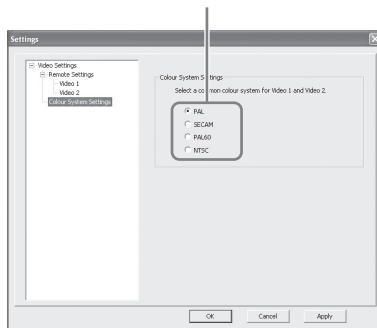 Settings
Video Settings
Remote Settings
Video 1
Video 2
Colour System Settings
Colour System Settings
Select a common colour system for Video 1 and Video 2.
PAL
SECAM
PAL60
NTSC
OK
Cancel
Apply